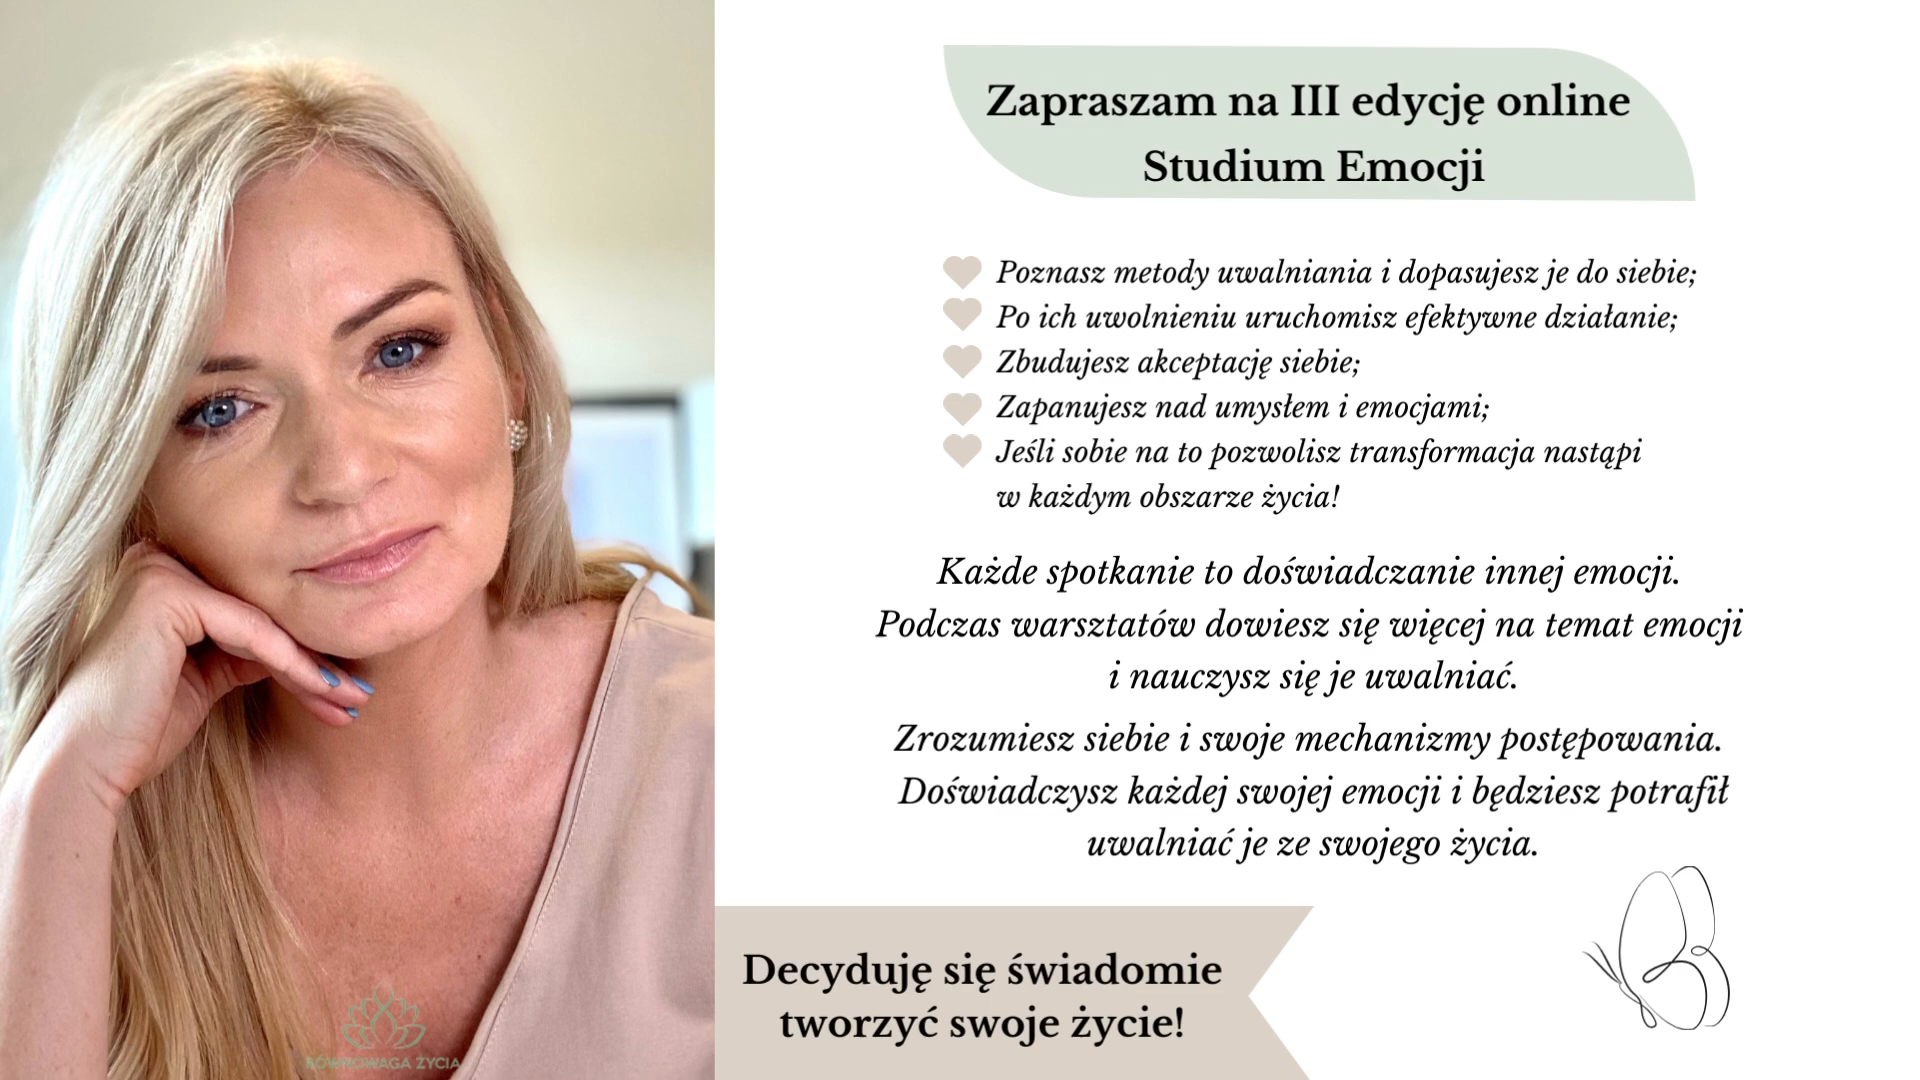 Zapraszam na III edycję online
Studium Emocji
Poznasz metody uwalniania i dopasujesz je do siebie;
Po ich uwolnieniu uruchomisz efektywne działanie;
Zbudujesz akceptację siebie;
Zapanujesz nad umysłem i emocjami;
Jeśli sobie na to pozwolisz transformacja nastąpi
w każdym obszarze życia!
Każde spotkanie to doświadczanie innej emocji.
Podczas warsztatów dowiesz się więcej na temat emocji
i nauczysz się je uwalniać.
Zrozumiesz siebie i swoje mechanizmy postępowania.
Doświadczysz każdej swojej emocji i będziesz potrafił
uwalniać je ze swojego życia.
Decyduję się świadomie
tworzyć swoje życie!
RÓWNOWAGA ŻYCIA